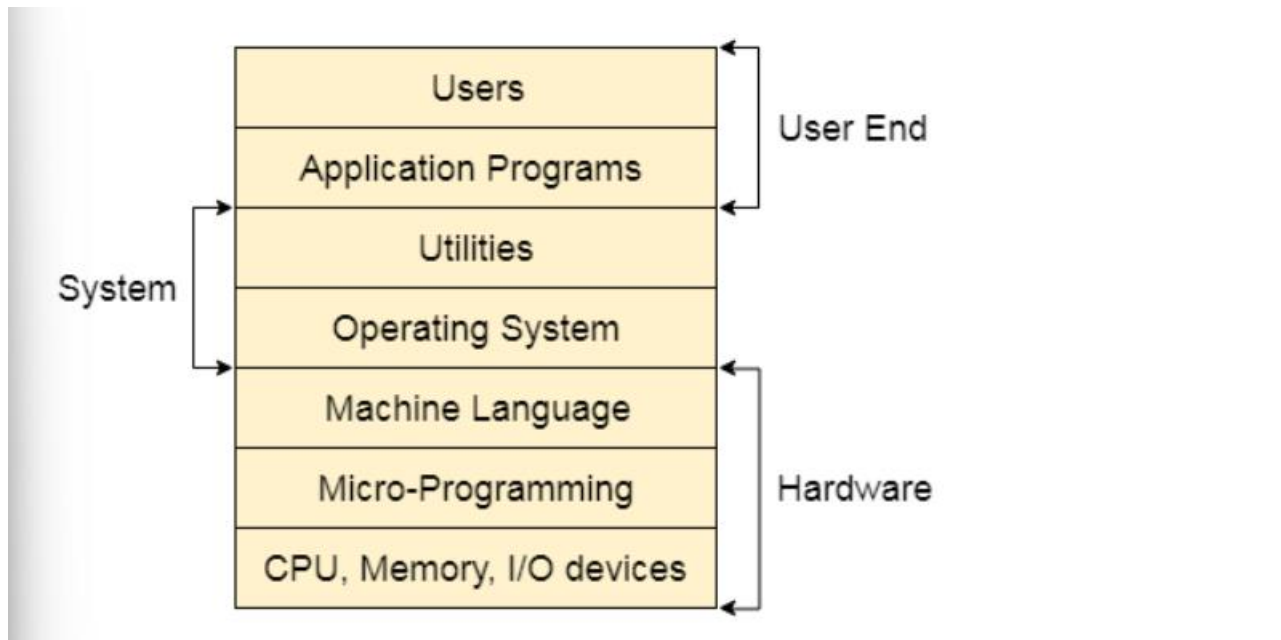 Users
User End
Application Programs
Utilities
System
Operating System
Machine Language
Micro-Programming
Hardware
CPU, Memory, I/O devices